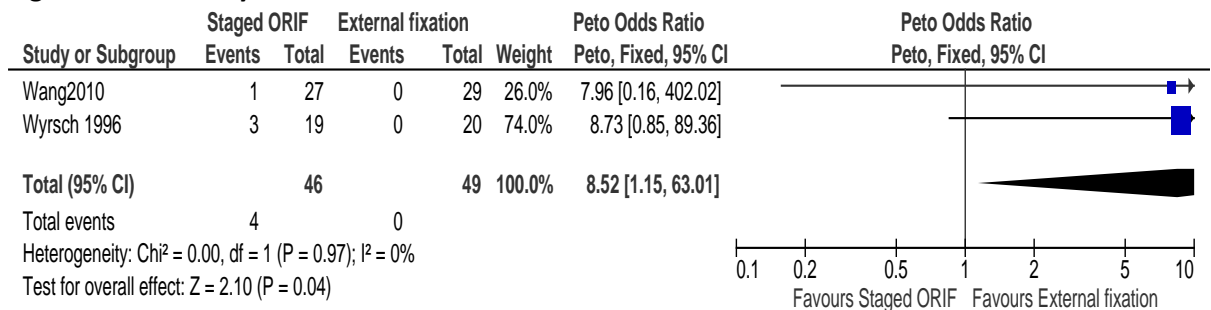 Staged ORIF External fixation Peto Odds Ratio Peto Odds Ratio
Study or Subgroup Events Total Events Total Weight Peto, Fixed, 95% CI Peto, Fixed, 95% CI
Wang2010 1 27 0 29 26.0% 7.96 [0.16, 402.02]
Wyrsch 1996 3 19 0 20 74.0% 8.73 [0.85, 89.36]
Total (95% CI) 46 49 100.0% 8.52 [1.15, 63.01]
Total events 4 0
Heterogeneity: Chi² = 0.00, df = 1 (P = 0.97); I² = 0%
Test for overall effect: Z = 2.10 (P = 0.04)
0.1 0.2 0.5 1 2 5 10
Favours Staged ORIF Favours External fixation